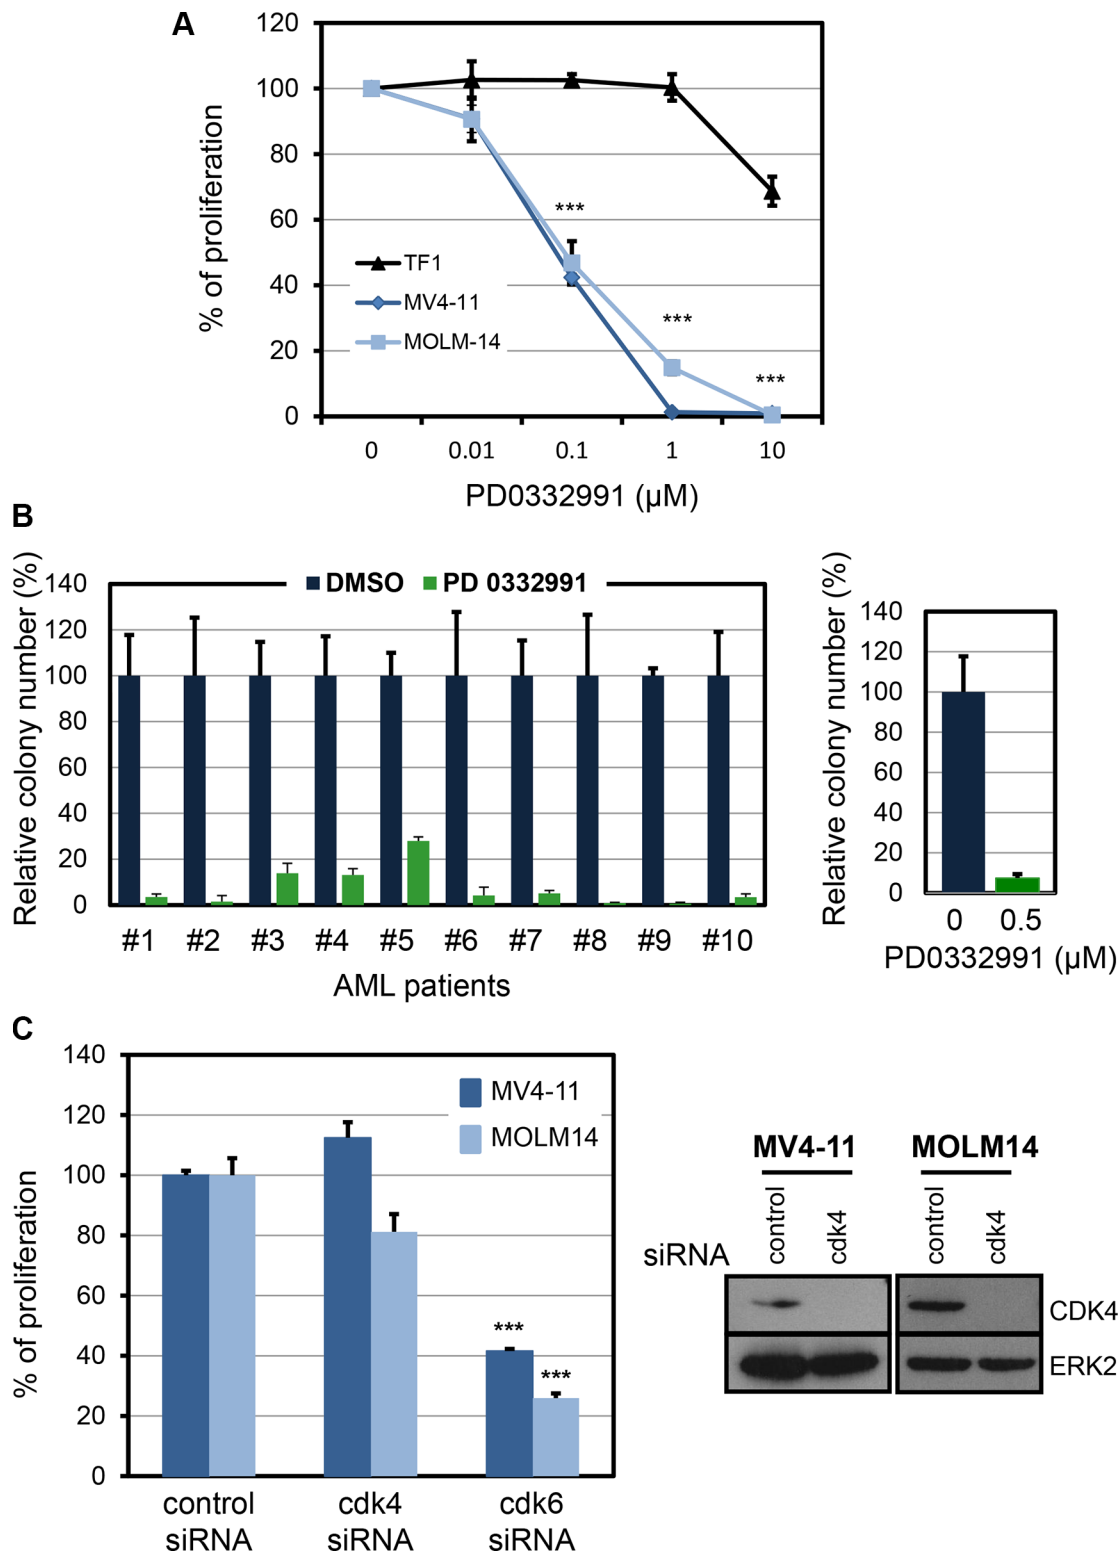 A
120
100
80
60
40
20
0
% of proliferation
***
***
***
TF1
MV4-11
MOLM-14
0 0.01 0.1 1 10
PD0332991 (µM)
B
Relative colony number (%)
140
120
100
80
60
40
20
0
DMSO PD 0332991
#1 #2 #3 #4 #5 #6 #7 #8 #9 #10
AML patients
Relative colony number (%)
140
120
100
80
60
40
20
0
0 0.5
PD0332991 (µM)
C
% of proliferation
140
120
100
80
60
40
20
0
MV4-11
MOLM14
***
***
control siRNA
cdk4 siRNA
cdk6 siRNA
MV4-11 MOLM14
siRNA control cdk4 control cdk4
CDK4
ERK2